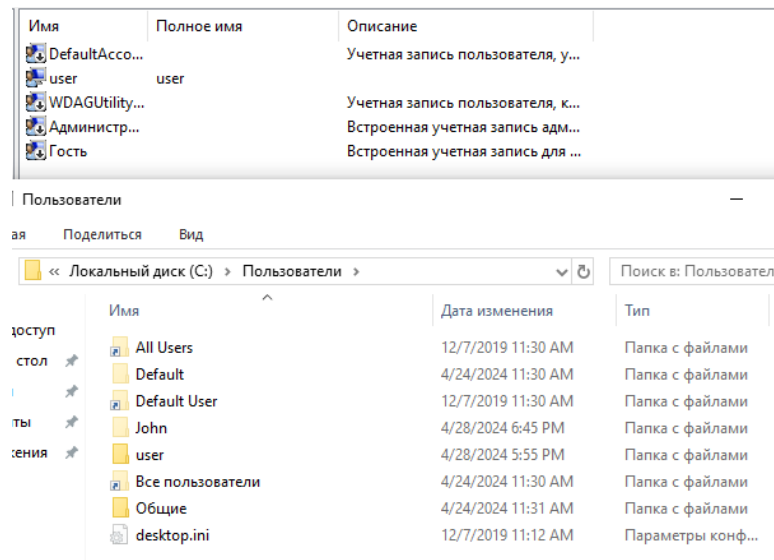 Имя Полное имя Описание
DefaultAcco... Учетная запись пользователя, у...
user user
WDAGUtility... Учетная запись пользователя, к...
Администр... Встроенная учетная запись адм...
Гость Встроенная учетная запись для ...
Пользователи
ая Поделиться Вид
« Локальный диск (C:) › Пользователи › Поиск в: Пользовател
Имя Дата изменения Тип
доступ
All Users 12/7/2019 11:30 AM Папка с файлами
стол
Default 4/24/2024 11:30 AM Папка с файлами
Default User 12/7/2019 11:30 AM Папка с файлами
ты John 4/28/2024 6:45 PM Папка с файлами
жения user 4/28/2024 5:55 PM Папка с файлами
Все пользователи 4/24/2024 11:30 AM Папка с файлами
Общие 4/24/2024 11:31 AM Папка с файлами
desktop.ini 12/7/2019 11:12 AM Параметры конф...